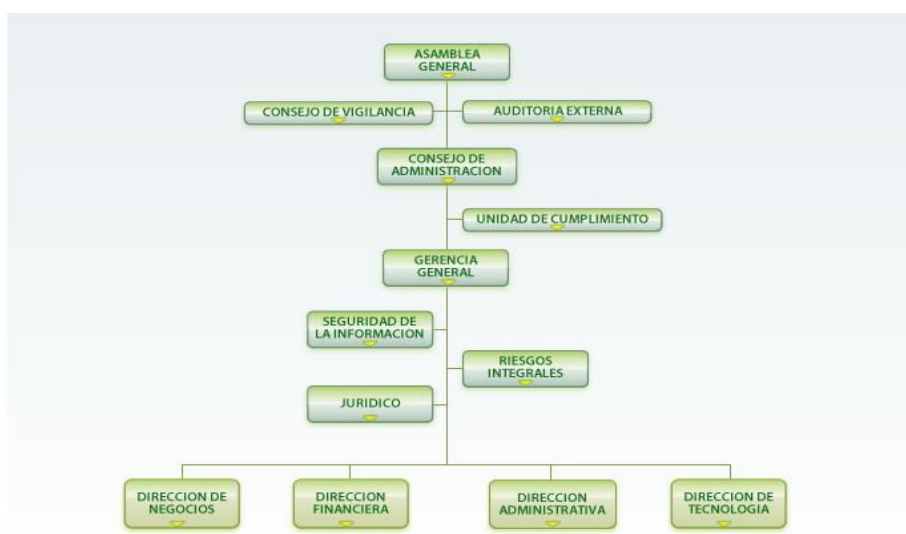 ASAMBLEA
GENERAL
CONSEJO DE VIGILANCIA
AUDITORIA EXTERNA
CONSEJO DE
ADMINISTRACION
UNIDAD DE CUMPLIMIENTO
GERENCIA
GENERAL
SEGURIDAD DE
LA INFORMACION
RIESGOS
INTEGRALES
JURIDICO
DIRECCION DE
NEGOCIOS
DIRECCION
FINANCIERA
DIRECCION
ADMINISTRATIVA
DIRECCION DE
TECNOLOGIA